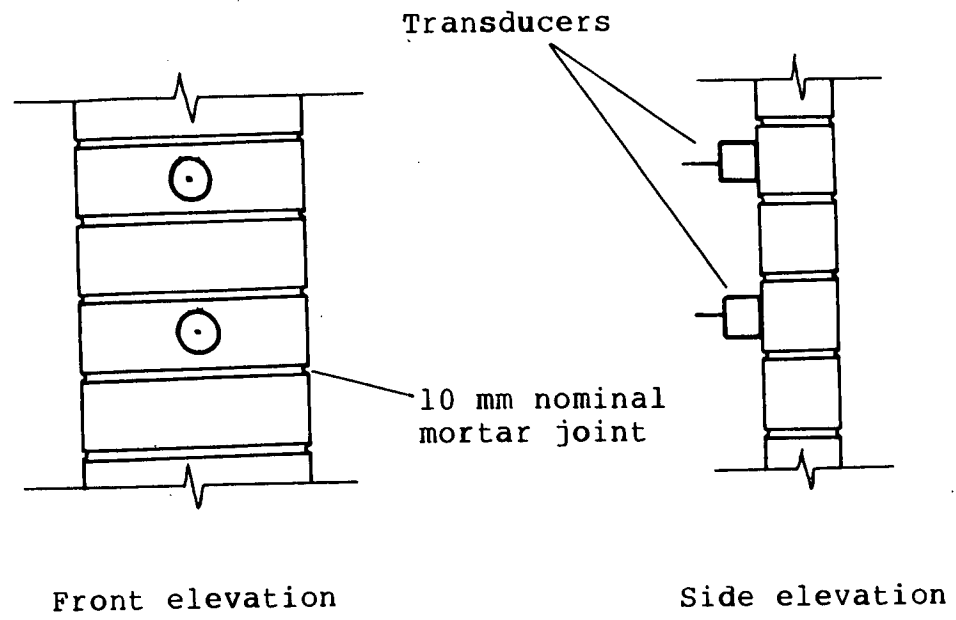 Transducers
10 mm nominal
mortar joint
Front elevation
Side elevation